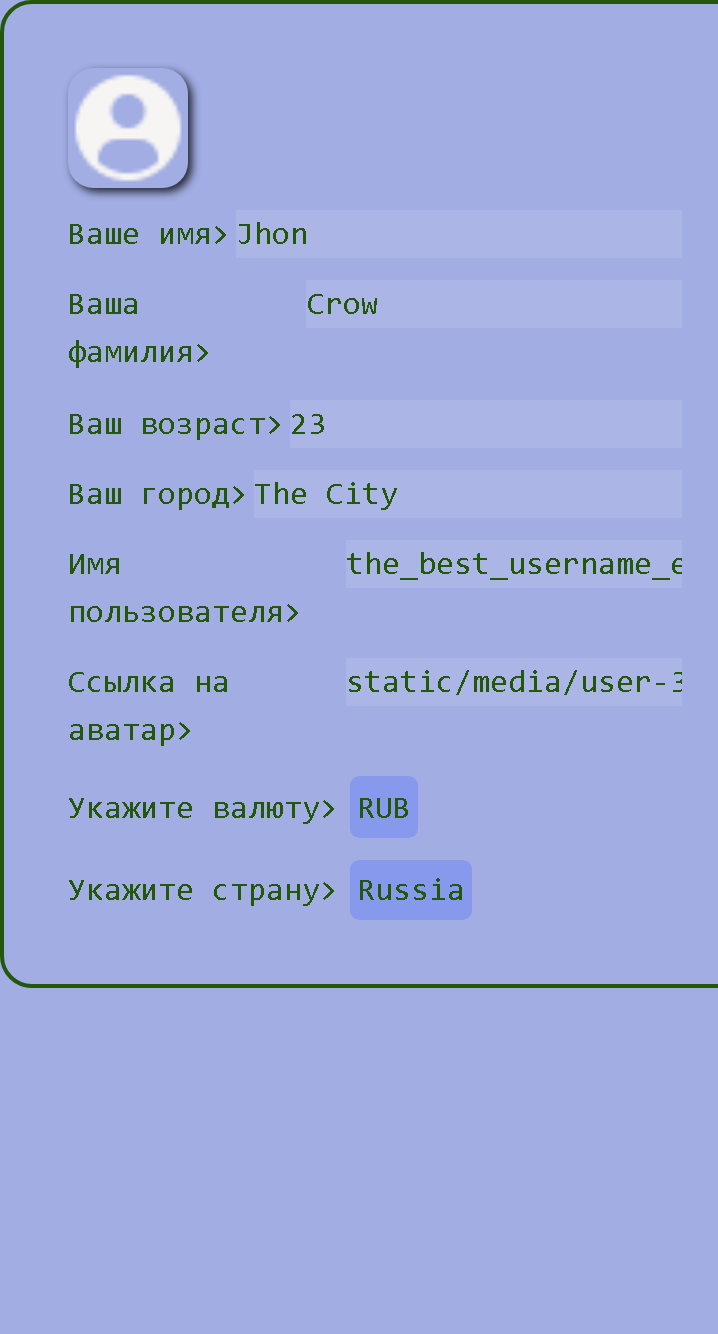 Ваше имя> Jhon
Ваша Crow
фамилия>
Ваш возраст> 23
Ваш город> The City
Имя the_best_username_e
пользователя>
Ссылка на static/media/user-3
аватар>
Укажите валюту> RUB
Укажите страну> Russia